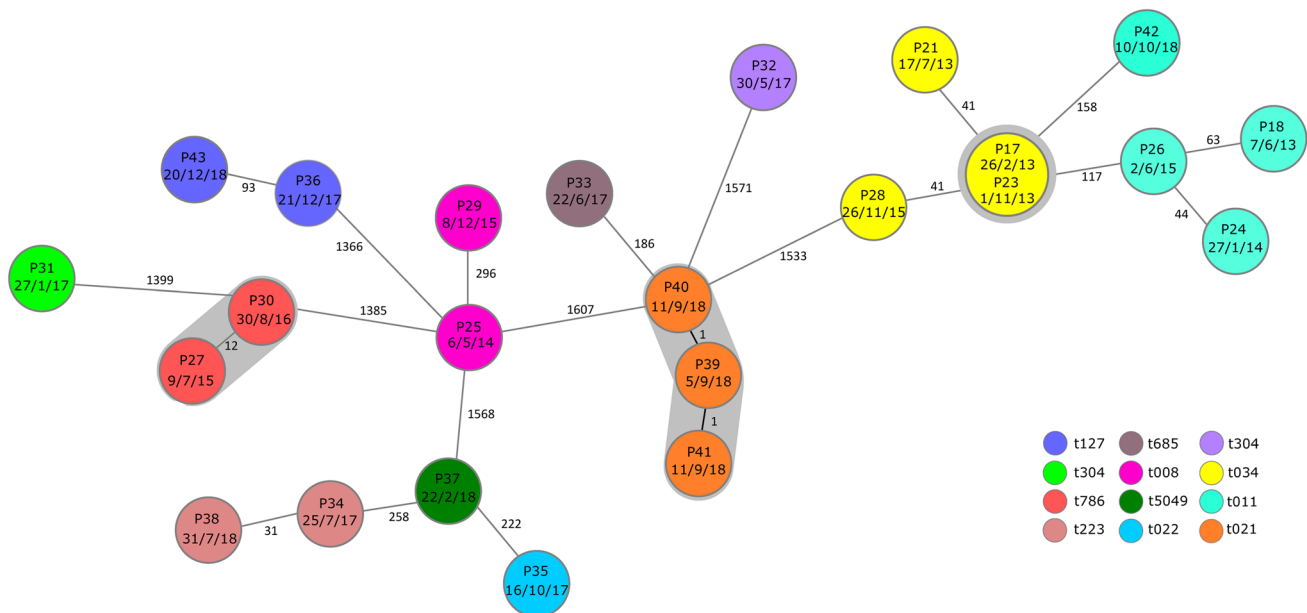 P21
17/7/13
P42
10/10/18
P32
30/5/17
41
158
P43
20/12/18
93
P36
21/12/17
P33
22/6/17
1571
P17
26/2/13
P23
1/11/13
117
P26
2/6/15
63
P18
7/6/13
P29
8/12/15
P28
26/11/15
41
44
P24
27/1/14
1366
186
1533
P31
27/1/17
1399
296
P30
30/8/16
1385
1607
P40
11/9/18
P25
6/5/14
12
P27
9/7/15
1
P39
5/9/18
1568
1
P41
11/9/18
P37
22/2/18
P34
25/7/17
258
P38
31/7/18
31
222
P35
16/10/17
t127
t685
t304
t304
t008
t034
t786
t5049
t011
t223
t022
t021